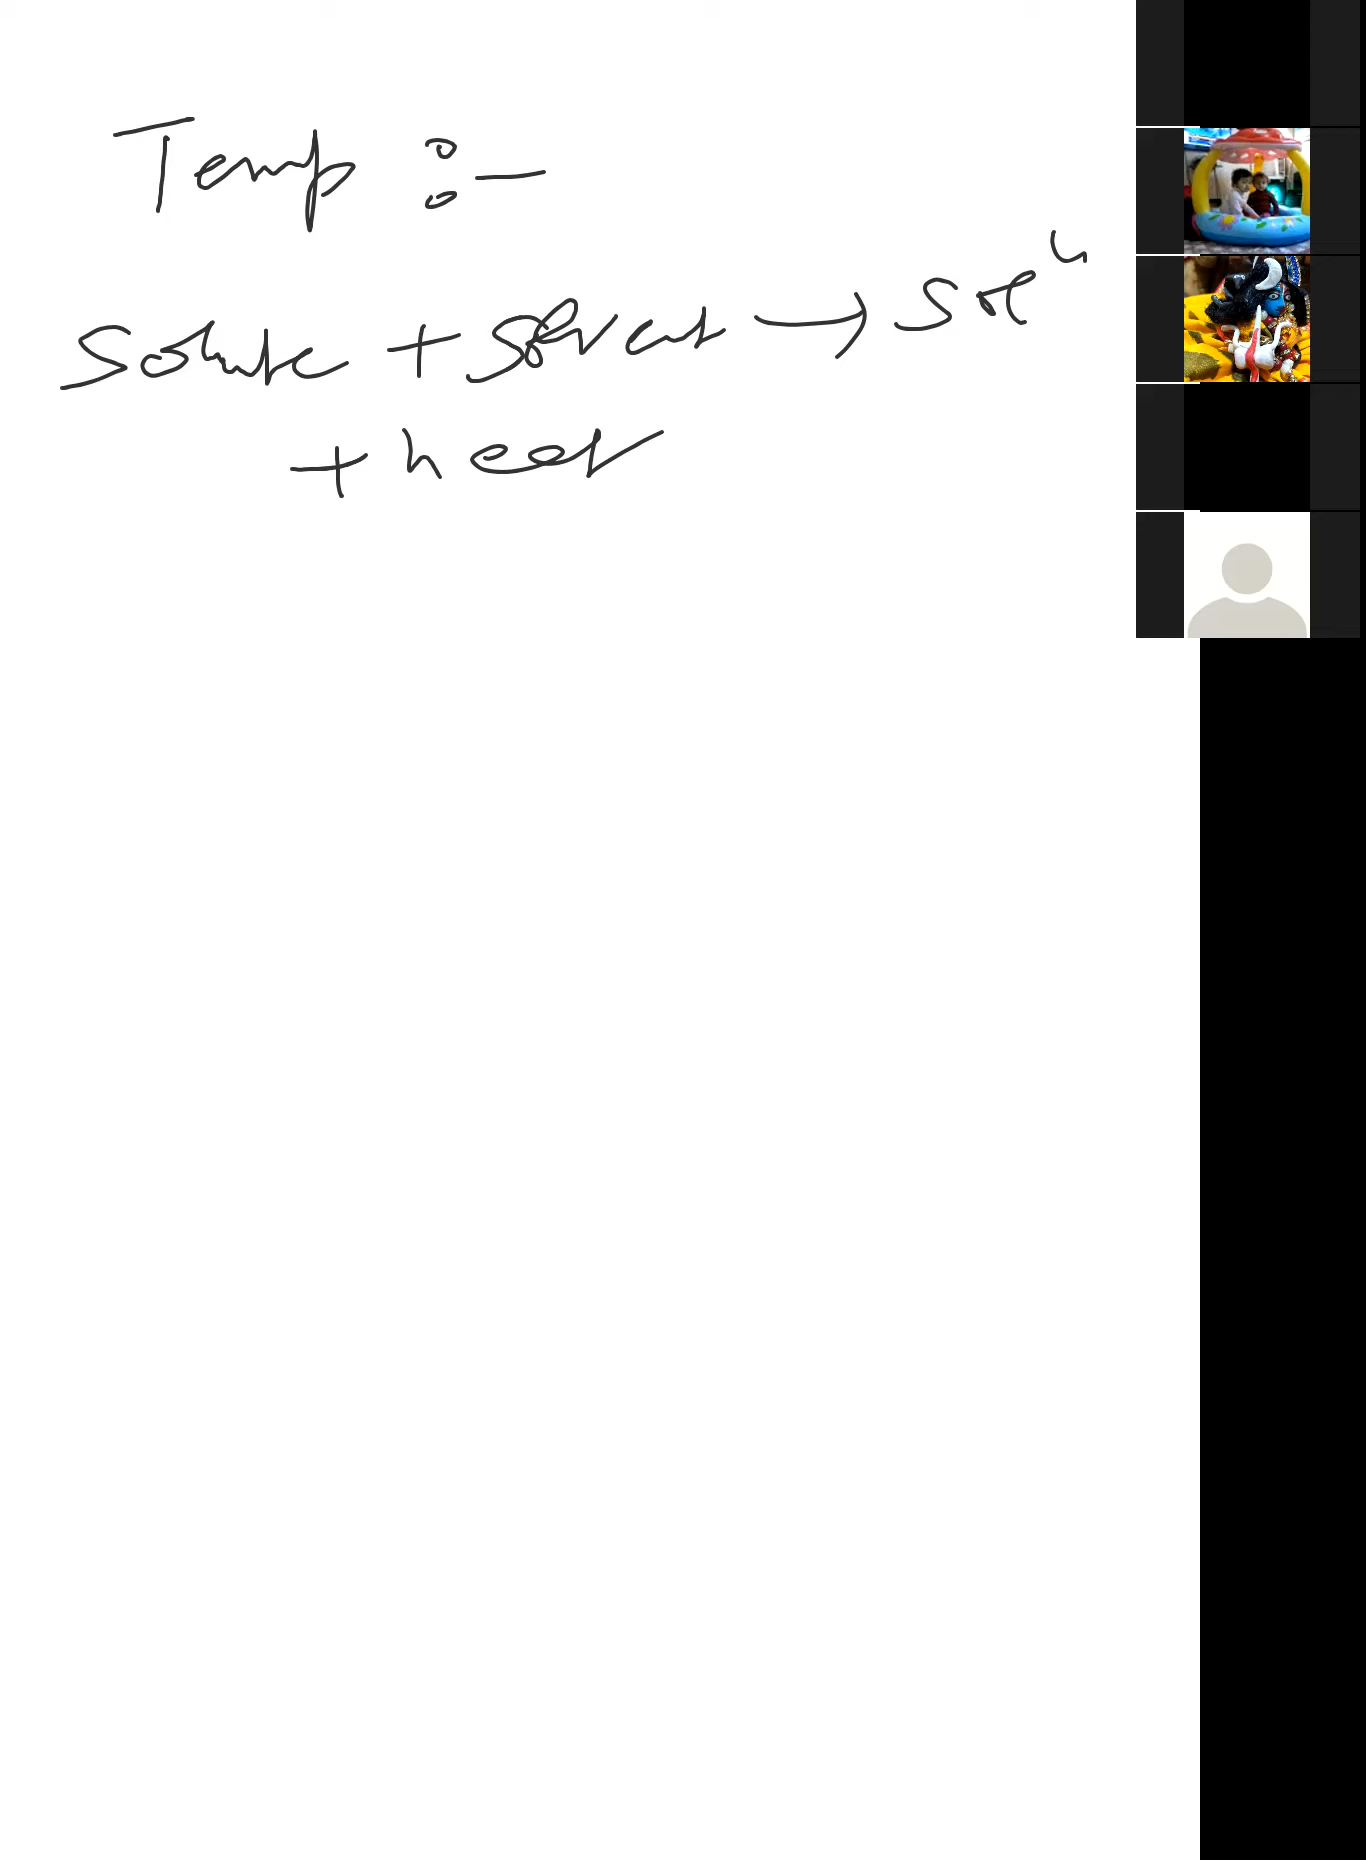 Temp :-
Solute + Solvent → Solⁿ
+ heat